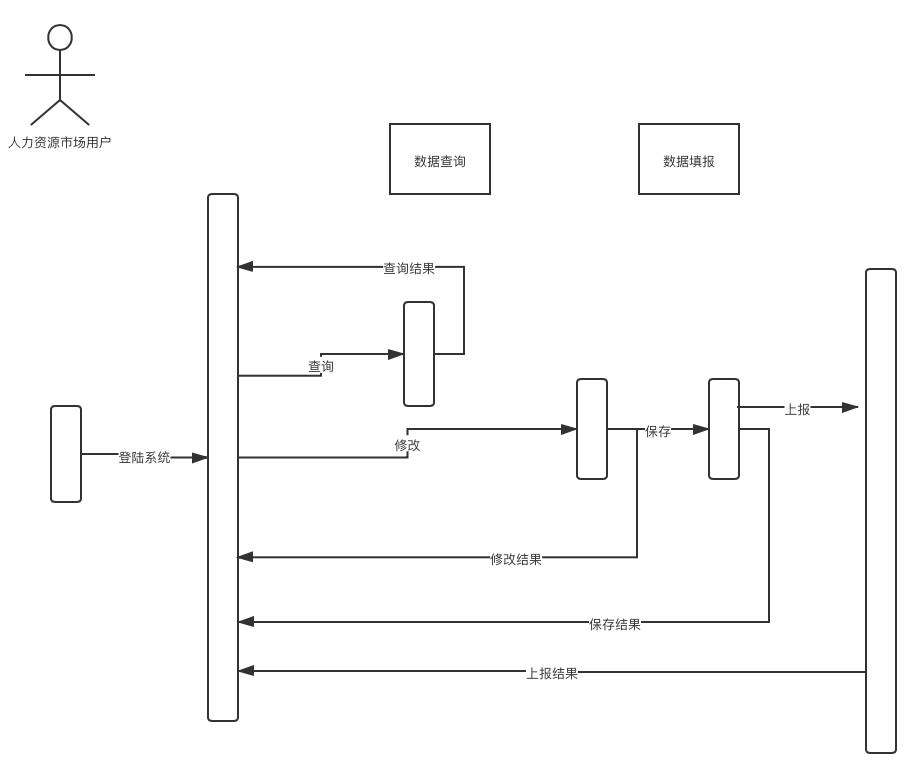 人力资源市场用户
数据查询
数据填报
查询结果
查询
上报
保存
修改
登陆系统
修改结果
保存结果
上报结果